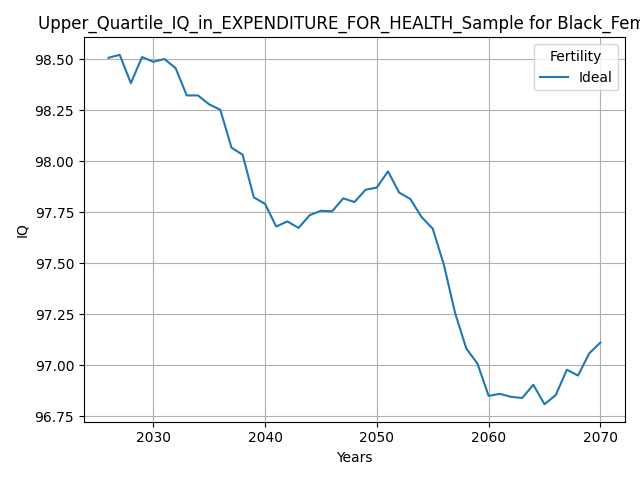 Upper_Quartile_IQ_in_EXPENDITURE_FOR_HEALTH_Sample for Black_Fem
Fertility
Ideal
98.50
98.25
98.00
97.75
97.50
97.25
97.00
96.75
IQ
2030 2040 2050 2060 2070
Years